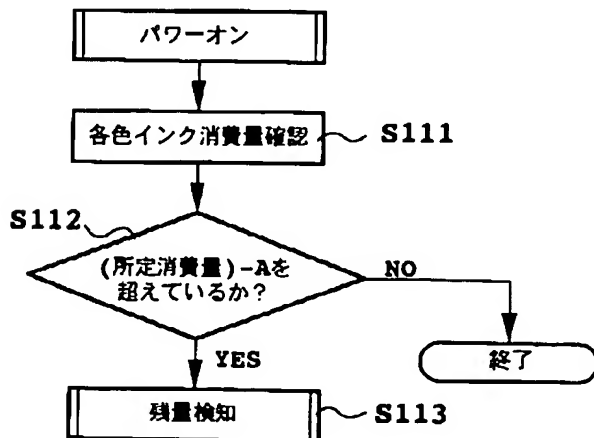 パワーオン
各色インク消費量確認
S111
S112
(所定消費量)-Aを
超えているか?
NO
YES
終了
残量検知
S113